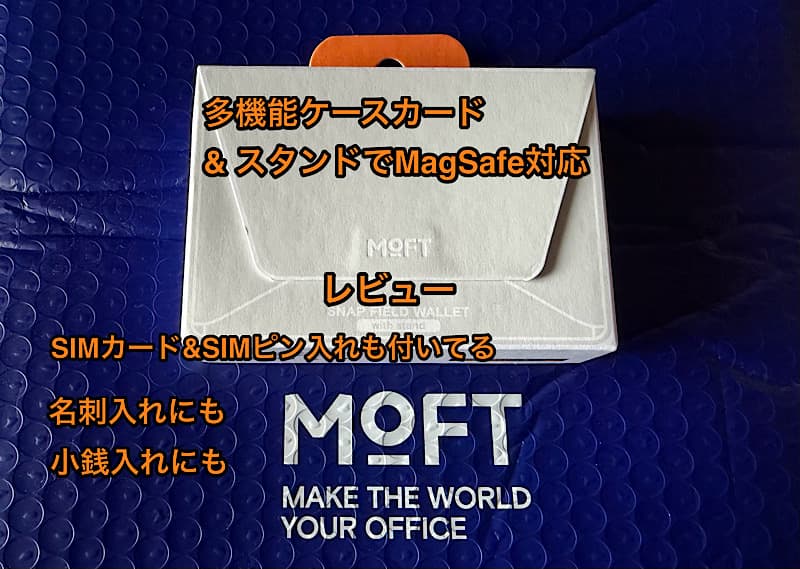 多機能ケースカード
& スタンドでMagSafe対応
MOFT
レビュー
SNAP FIELD WALLET
with stand
SIMカード&SIMピン入れも付いてる
名刺入れにも
小銭入れにも
MOFT
MAKE THE WORLD
YOUR OFFICE